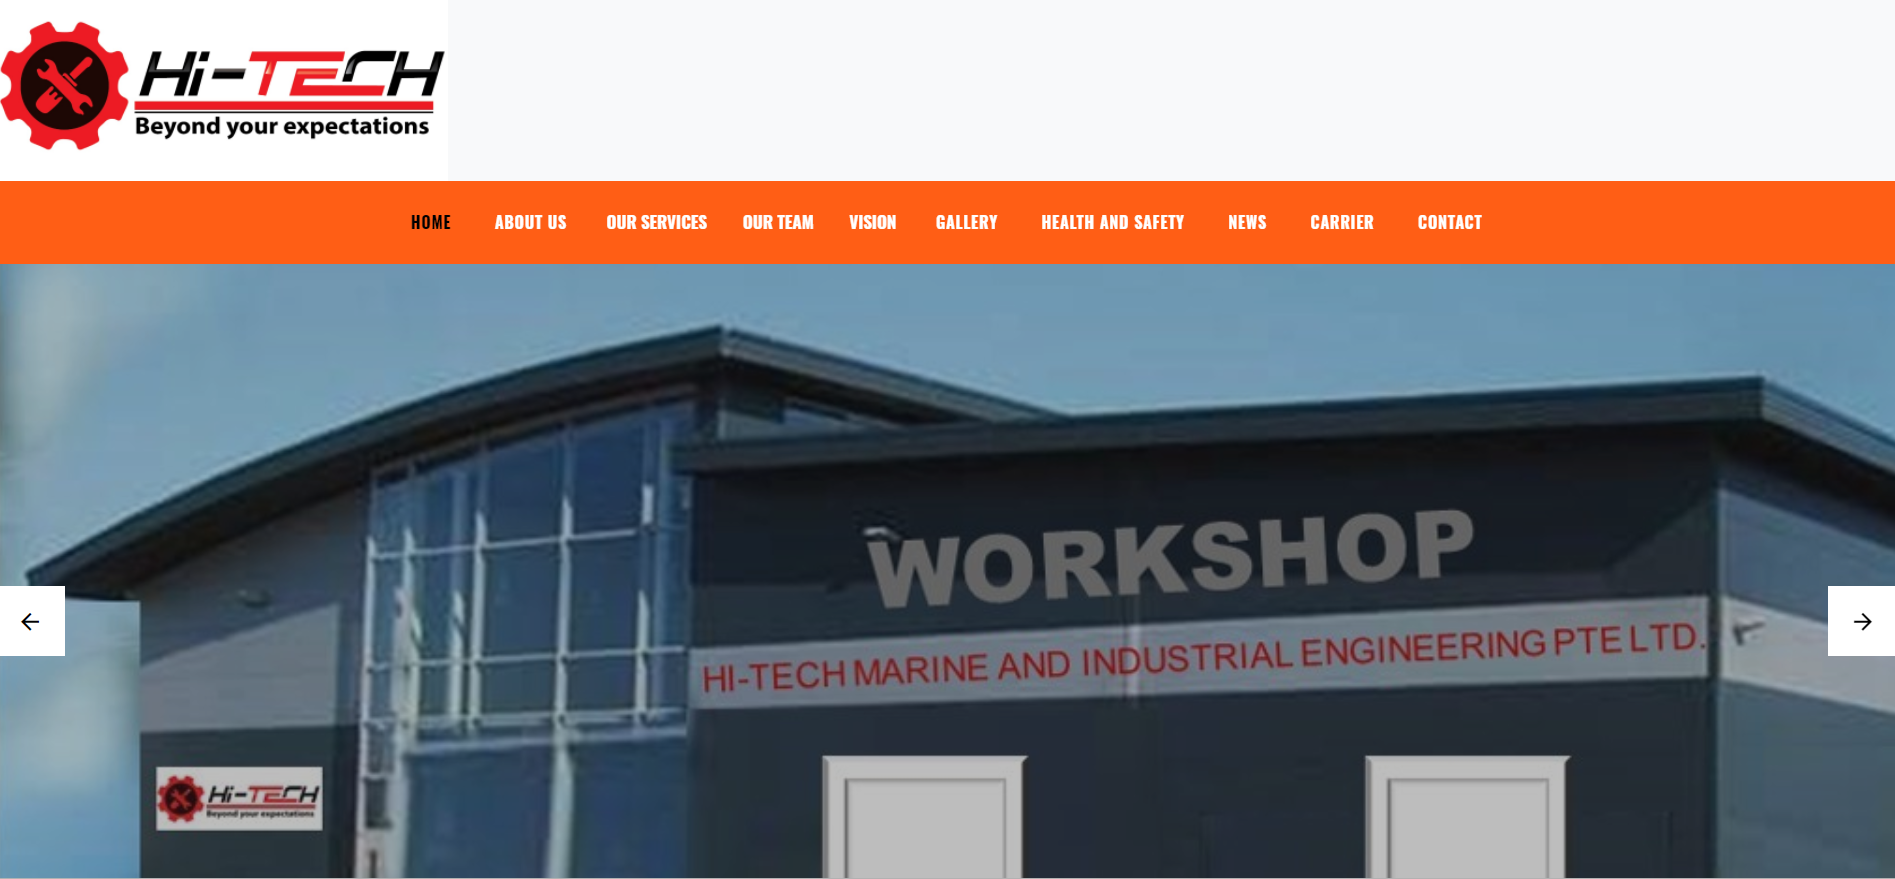 Hi-TECH
Beyond your expectations
HOME ABOUT US OUR SERVICES OUR TEAM VISION GALLERY HEALTH AND SAFETY NEWS CARRIER CONTACT
WORKSHOP
HI-TECH MARINE AND INDUSTRIAL ENGINEERING PTE LTD.
Hi-TECH
Beyond your expectations